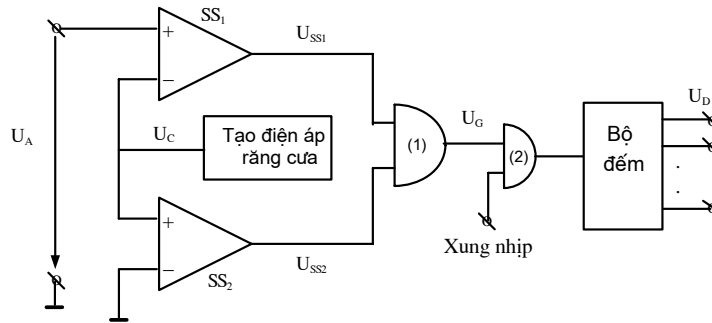 SS1
USS1
+
−
UA
UC
Tạo điện áp
răng cưa
(1)
UG
(2)
Bộ
đếm
UD
.
.
Xung nhịp
+
−
SS2
USS2